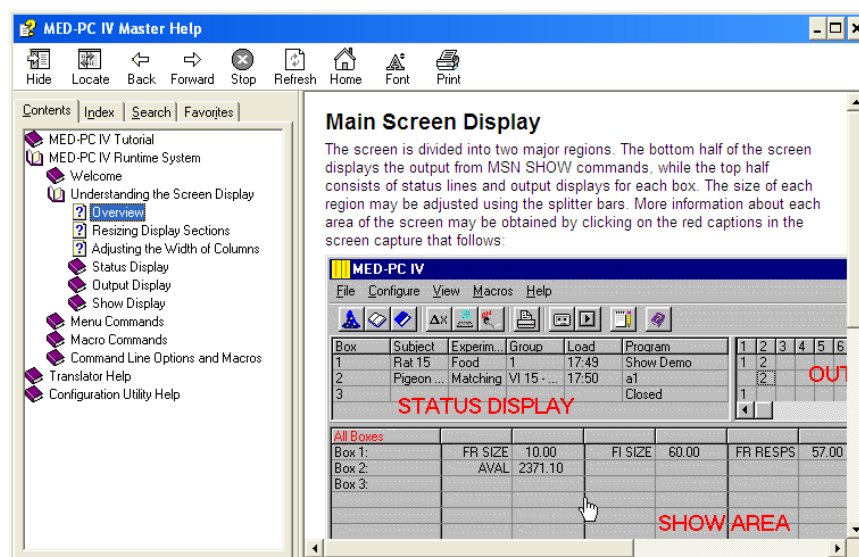 MED-PC IV Master Help
Hide Locate Back Forward Stop Refresh Home Font Print
Contents Index Search Favorites
MED-PC IV Tutorial
MED-PC IV Runtime System
Welcome
Understanding the Screen Display
Overview
Resizing Display Sections
Adjusting the Width of Columns
Status Display
Output Display
Show Display
Menu Commands
Macro Commands
Command Line Options and Macros
Translator Help
Configuration Utility Help
Main Screen Display
The screen is divided into two major regions. The bottom half of the screen
displays the output from MSN SHOW commands, while the top half
consists of status lines and output displays for each box. The size of each
region may be adjusted using the splitter bars. More information about each
area of the screen may be obtained by clicking on the red captions in the
screen capture that follows:
MED-PC IV
File Configure View Macros Help
Δx
Box Subject Experim... Group Load Program 1 2 3 4 5 6
1 Rat 15 Food 1 17:49 Show Demo 1 2
2 Pigeon ... Matching VI 15 - ... 17:50 a1 2
3 Closed 1
STATUS DISPLAY
OUT
All Boxes
Box 1: FR SIZE 10.00 FI SIZE 60.00 FR RESPS 57.00
Box 2: AVAL 2371.10
Box 3:
SHOW AREA